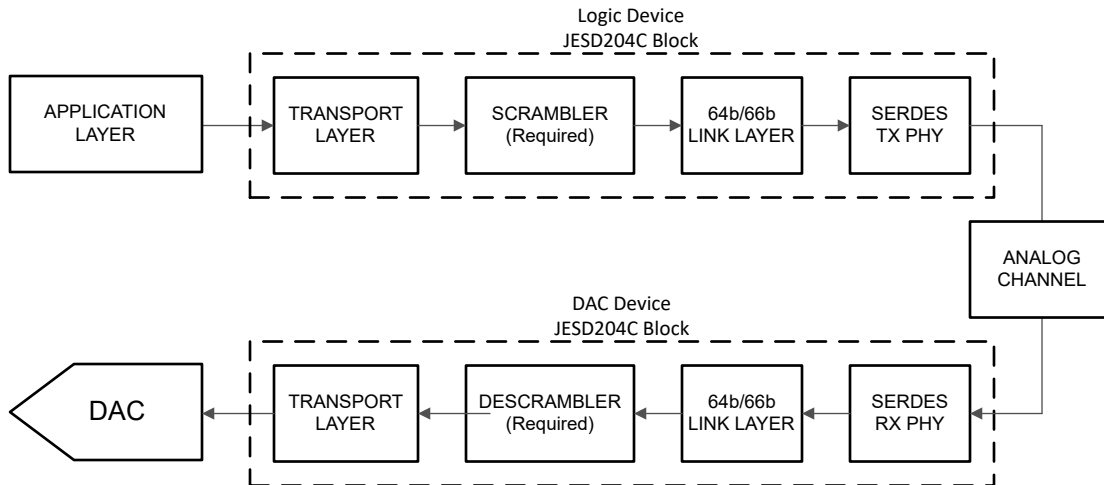 Logic Device
JESD204C Block
APPLICATION
LAYER
TRANSPORT
LAYER
SCRAMBLER
(Required)
64b/66b
LINK LAYER
SERDES
TX PHY
ANALOG
CHANNEL
DAC Device
JESD204C Block
DAC
TRANSPORT
LAYER
DESCRAMBLER
(Required)
64b/66b
LINK LAYER
SERDES
RX PHY